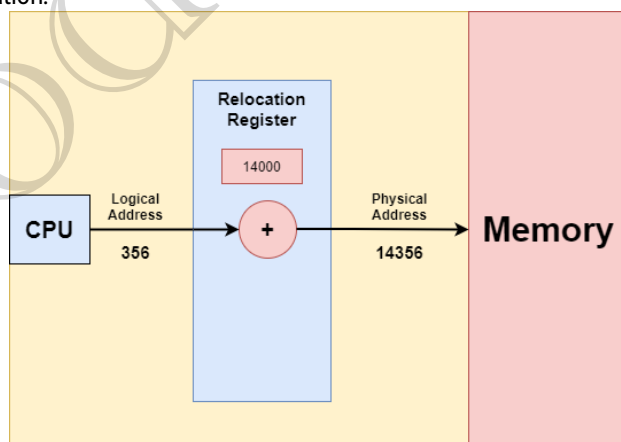 Relocation
Register
14000
Logical
Address
Physical
Address
CPU
+
Memory
356
14356